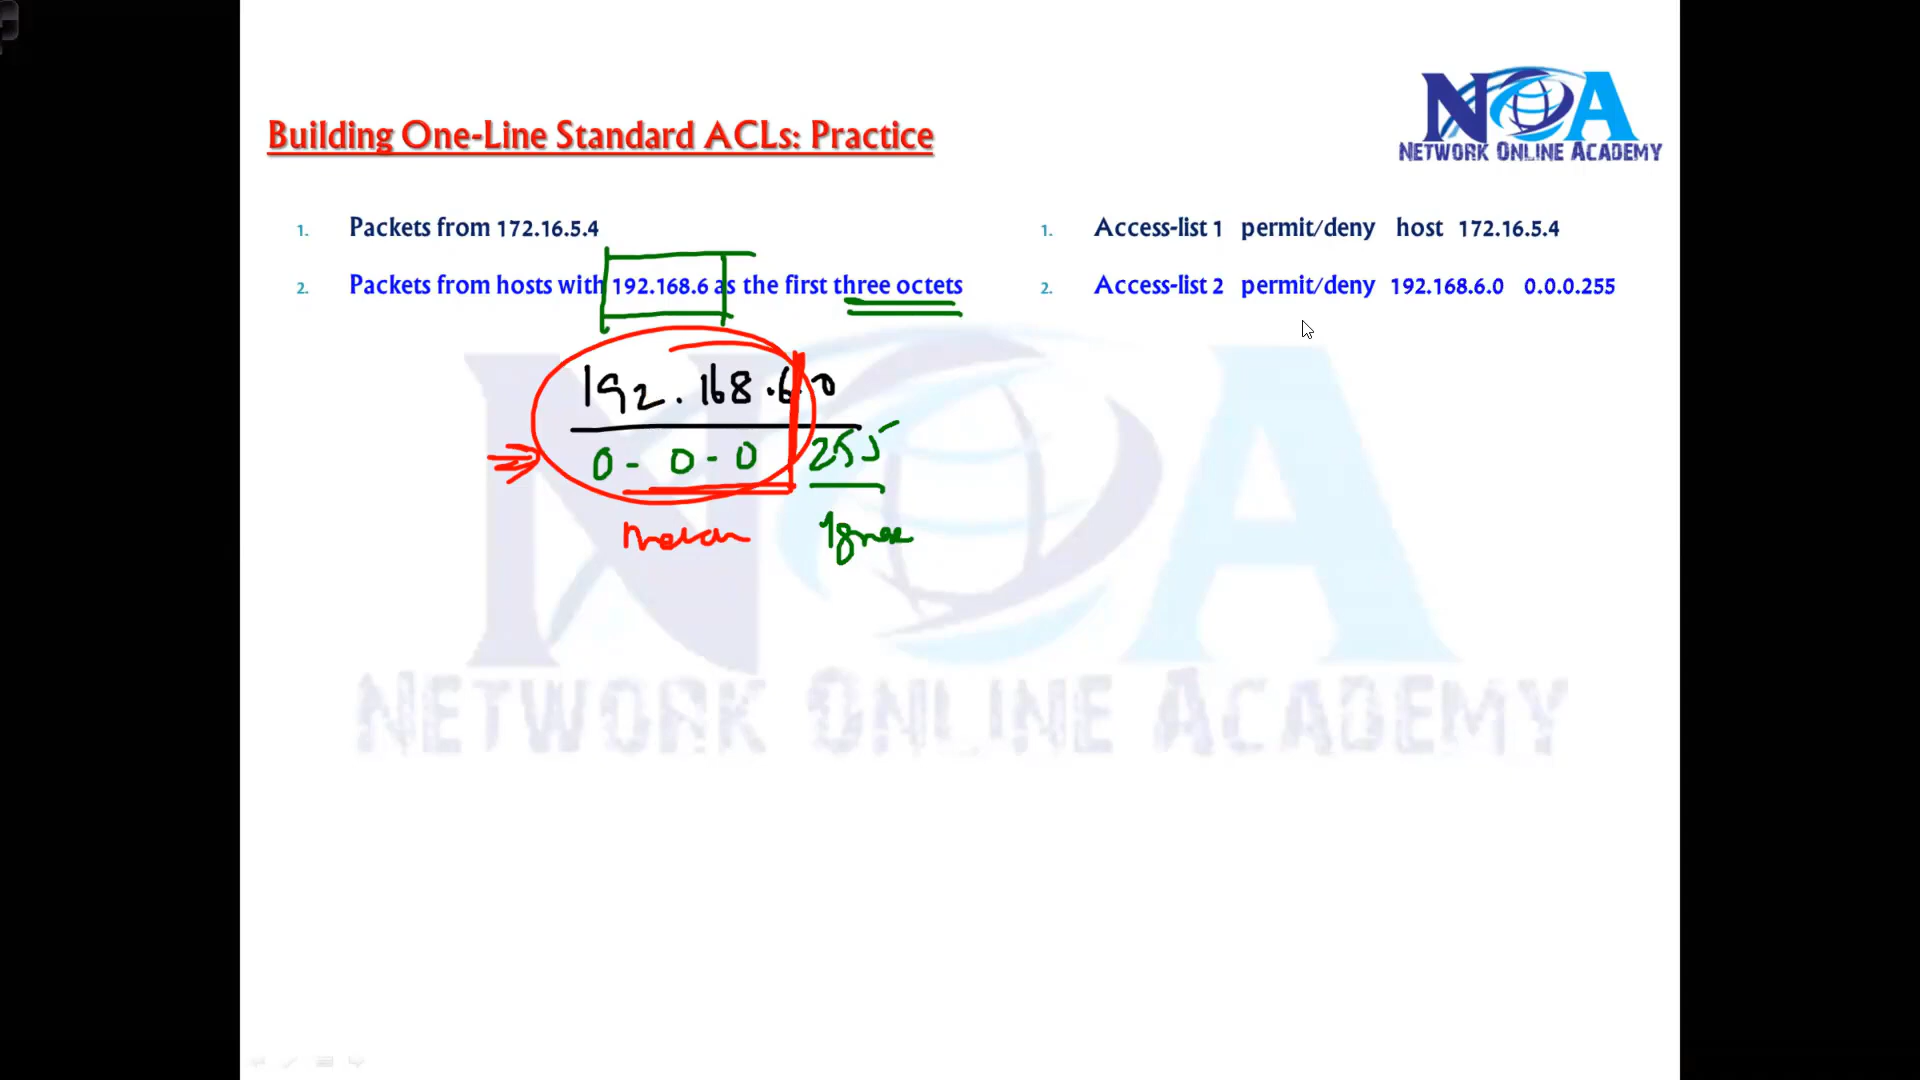 NOA
NETWORK ONLINE ACADEMY
Building One-Line Standard ACLs: Practice
1. Packets from 172.16.5.4
2. Packets from hosts with 192.168.6 as the first three octets
1. Access-list 1 permit/deny host 172.16.5.4
2. Access-list 2 permit/deny 192.168.6.0 0.0.0.255
192.168.6 0
0 - 0 - 0 255
Ignore
NOA
NETWORK ONLINE ACADEMY